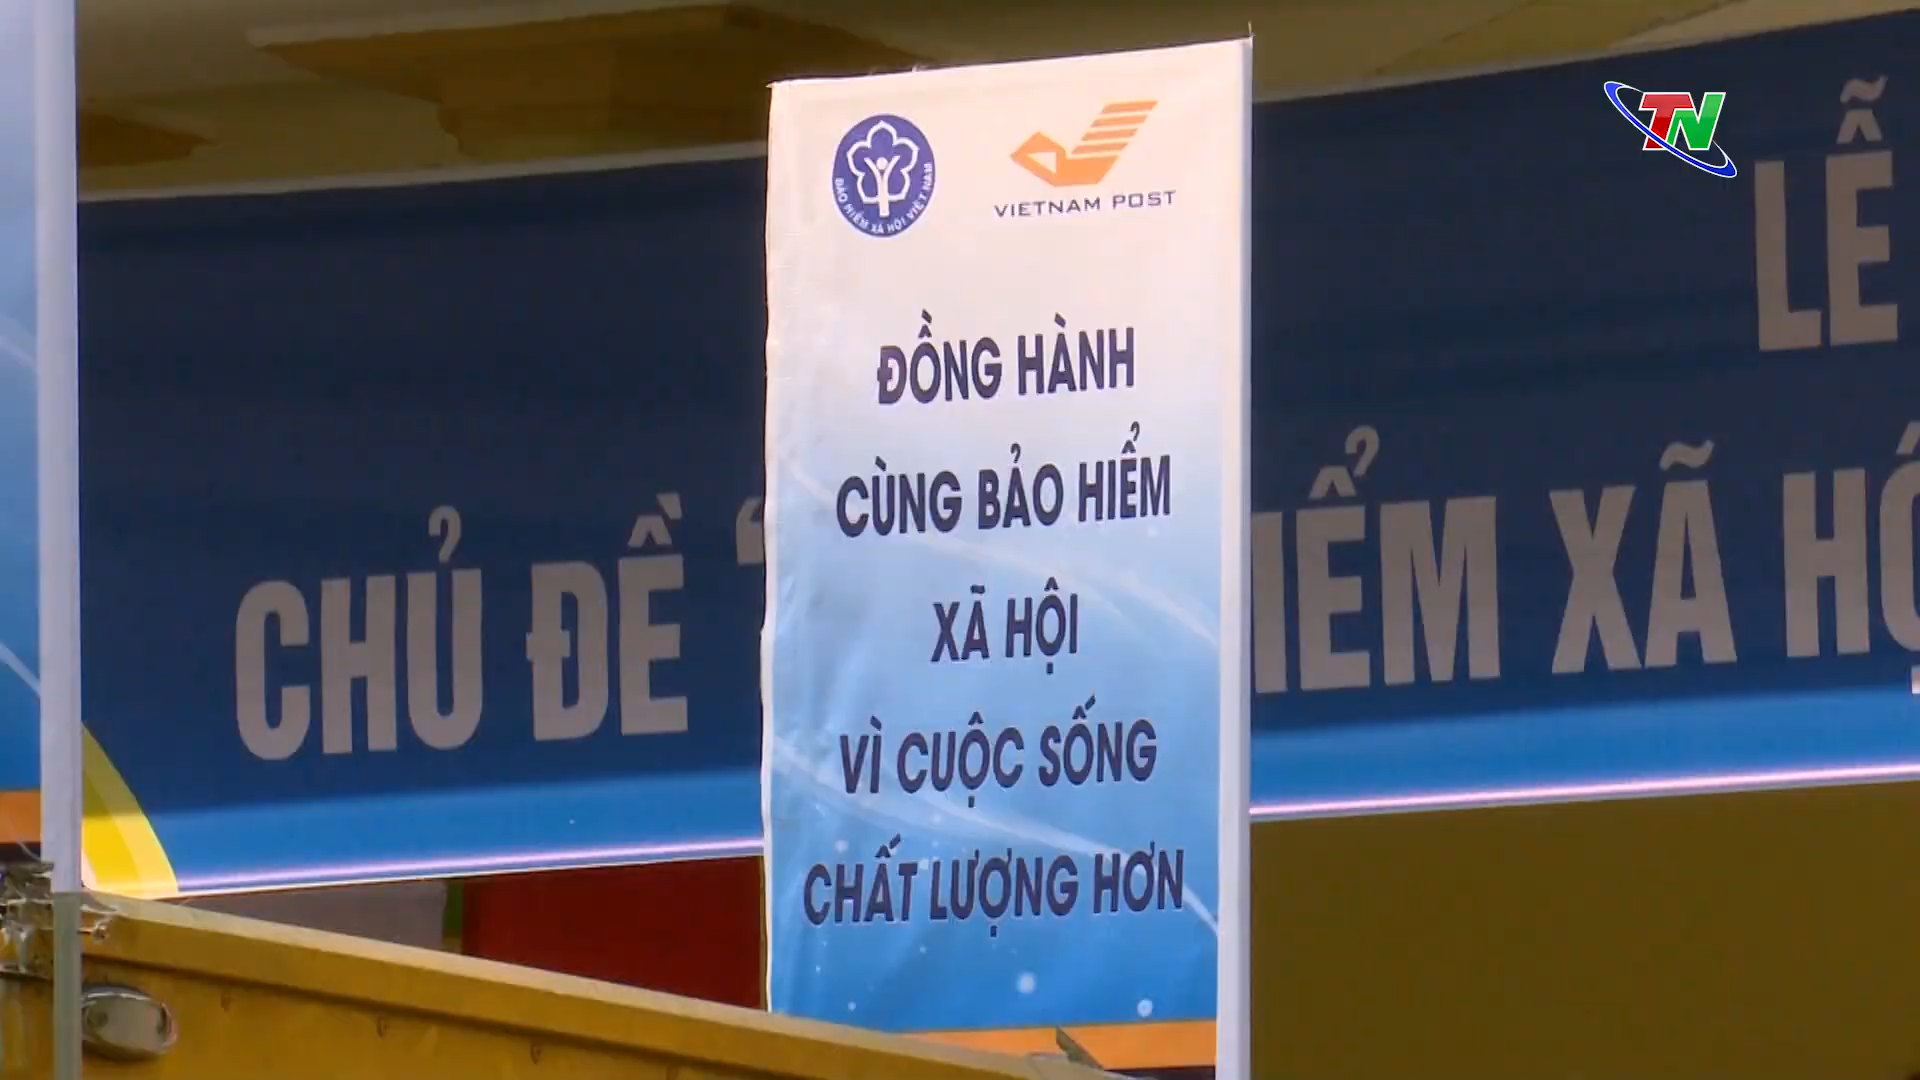 TN
BẢO HIỂM XÃ HỘI VIỆT NAM
VIETNAM POST
ĐỒNG HÀNH
CÙNG BẢO HIỂM
XÃ HỘI
VÌ CUỘC SỐNG
CHẤT LƯỢNG HƠN
LỄ
CHỦ ĐỀ “ IỂM XÃ HỘ